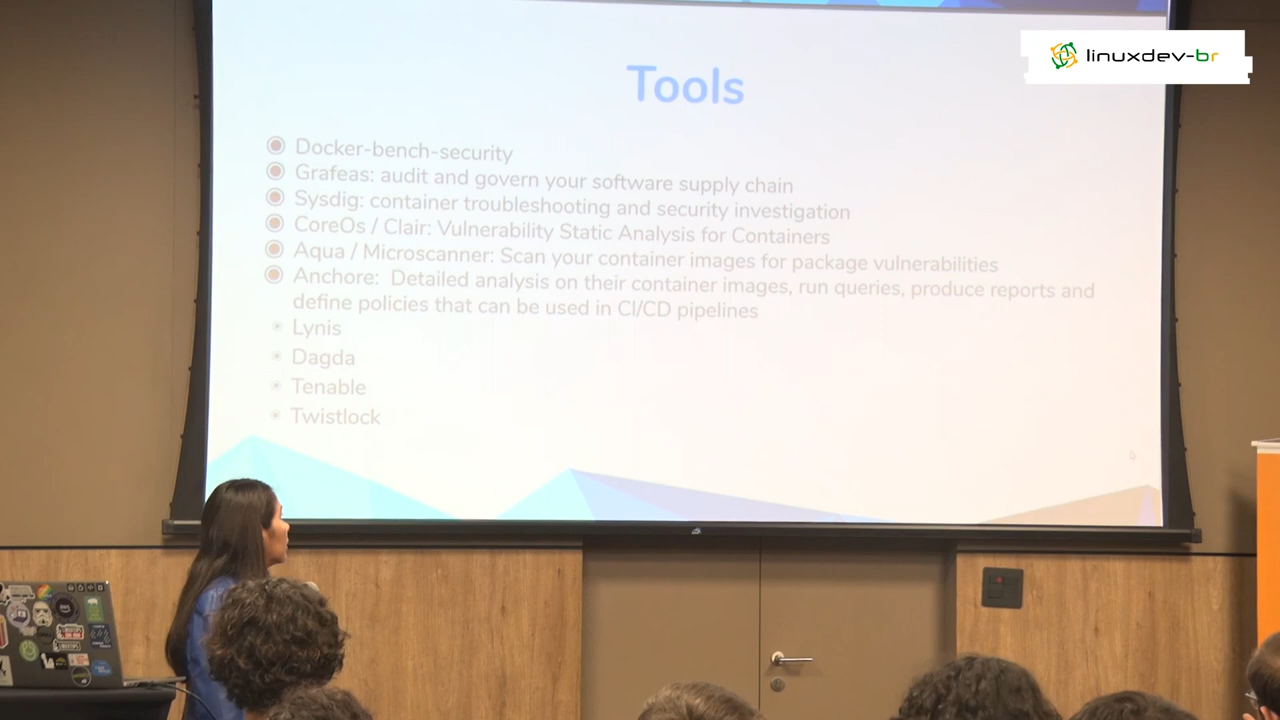 linuxdev-br
Tools
Docker-bench-security
Grafeas: audit and govern your software supply chain
Sysdig: container troubleshooting and security investigation
CoreOs / Clair: Vulnerability Static Analysis for Containers
Aqua / Microscanner: Scan your container images for package vulnerabilities
Anchore: Detailed analysis on their container images, run queries, produce reports and
define policies that can be used in CI/CD pipelines
Lynis
Dagda
Tenable
Twistlock